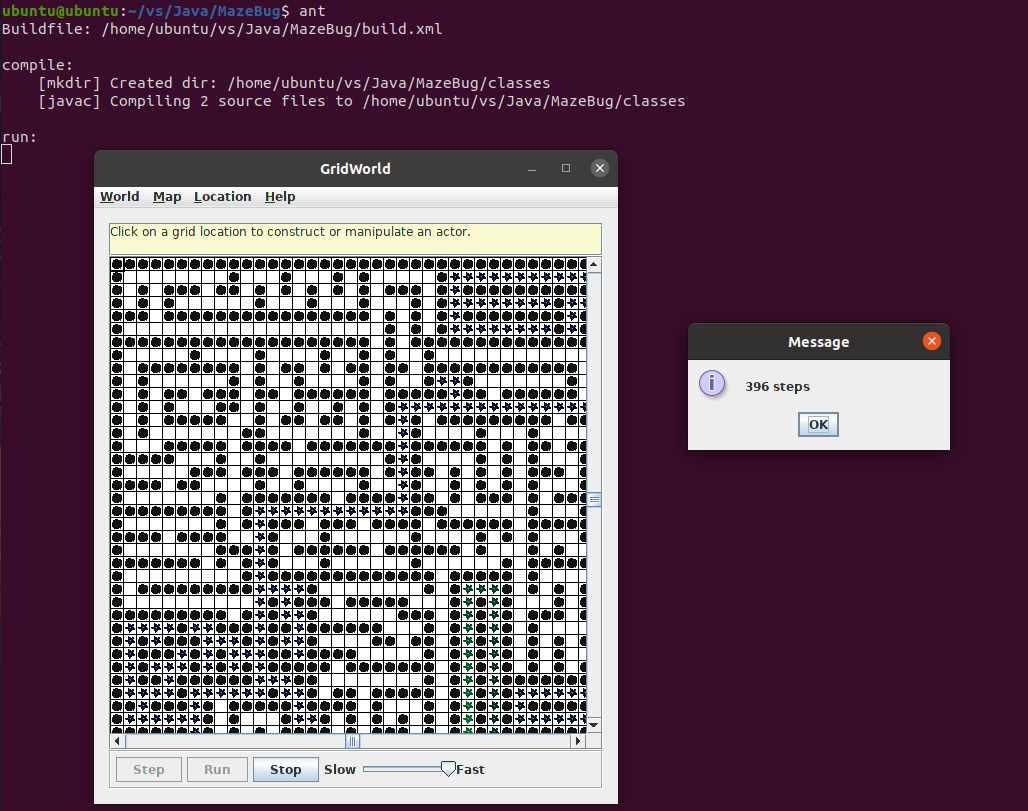 ubuntu@ubuntu:~/vs/Java/MazeBug$ ant
Buildfile: /home/ubuntu/vs/Java/MazeBug/build.xml
compile:
[mkdir] Created dir: /home/ubuntu/vs/Java/MazeBug/classes
[javac] Compiling 2 source files to /home/ubuntu/vs/Java/MazeBug/classes
run:
GridWorld
World Map Location Help
Click on a grid location to construct or manipulate an actor.
Message
396 steps
OK
Step Run Stop Slow Fast